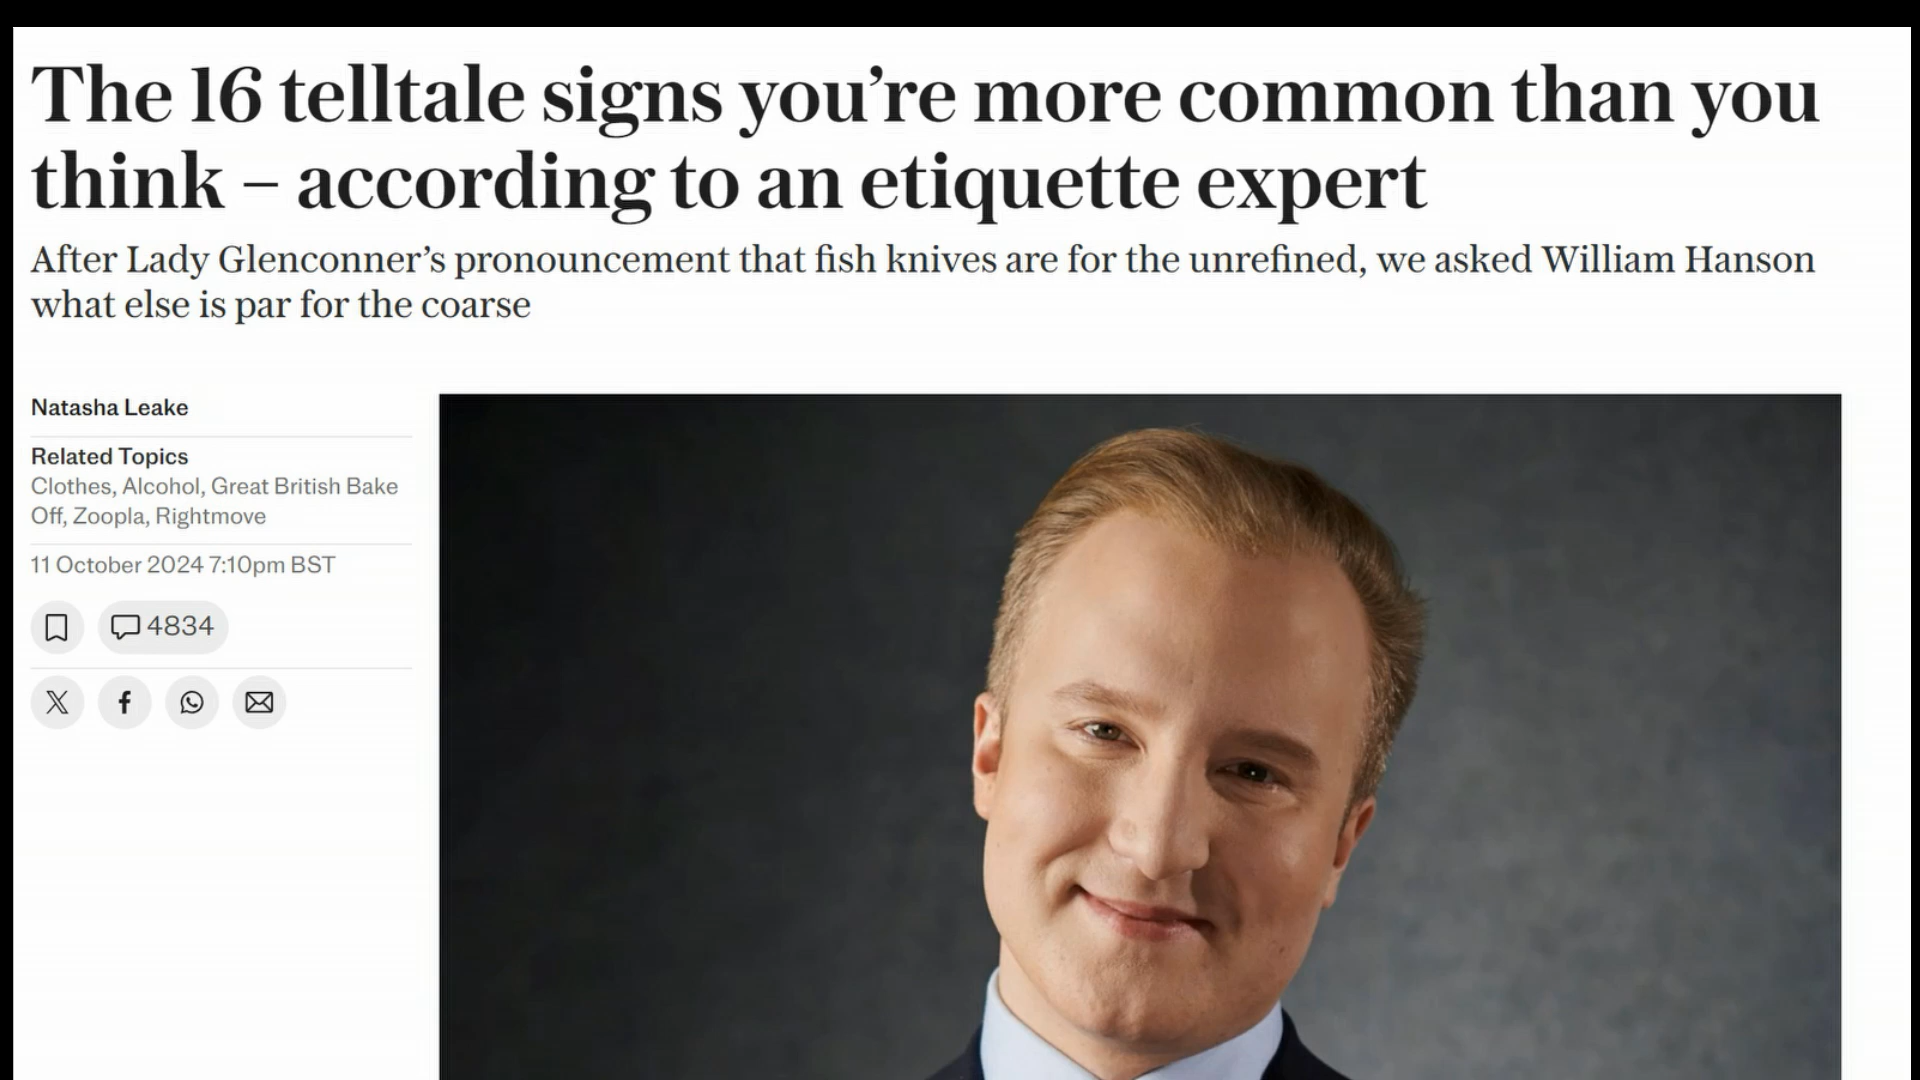 The 16 telltale signs you’re more common than you
think – according to an etiquette expert
After Lady Glenconner’s pronouncement that fish knives are for the unrefined, we asked William Hanson
what else is par for the coarse
Natasha Leake
Related Topics
Clothes, Alcohol, Great British Bake
Off, Zoopla, Rightmove
11 October 2024 7:10pm BST
4834